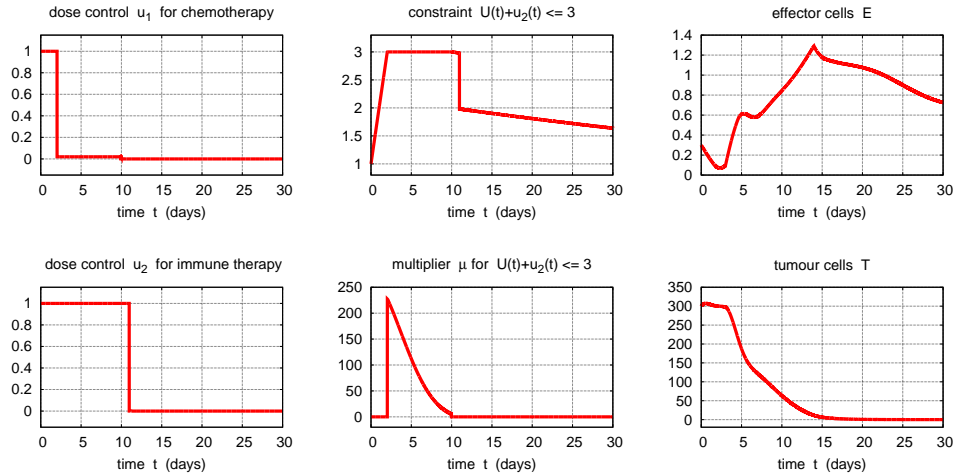 dose control u1 for chemotherapy
1
0.8
0.6
0.4
0.2
0
0 5 10 15 20 25 30
time t (days)
constraint U(t)+u2(t) <= 3
3
2
1
0 5 10 15 20 25 30
time t (days)
effector cells E
1.4
1.2
1
0.8
0.6
0.4
0.2
0
0 5 10 15 20 25 30
time t (days)
dose control u2 for immune therapy
1
0.8
0.6
0.4
0.2
0
0 5 10 15 20 25 30
time t (days)
multiplier μ for U(t)+u2(t) <= 3
250
200
150
100
50
0
0 5 10 15 20 25 30
time t (days)
tumour cells T
350
300
250
200
150
100
50
0
0 5 10 15 20 25 30
time t (days)